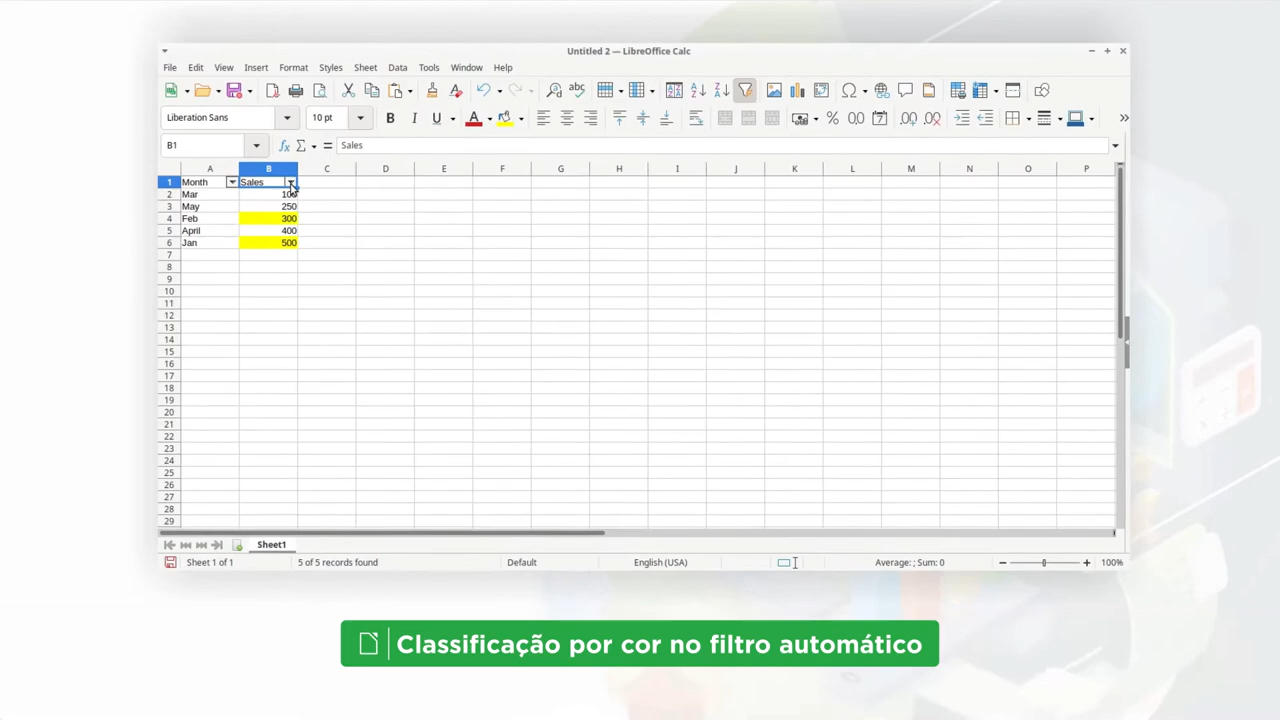 Untitled 2 — LibreOffice Calc
File Edit View Insert Format Styles Sheet Data Tools Window Help
Liberation Sans 10 pt
B1 Sales
A B C D E F G H I J K L M N O P
1 Month Sales
2 Mar 100
3 May 250
4 Feb 300
5 April 400
6 Jan 500
7
8
9
10
11
12
13
14
15
16
17
18
19
20
21
22
23
24
25
26
27
28
29
Sheet1
Sheet 1 of 1 5 of 5 records found Default English (USA) Average: ; Sum: 0 100%
Classificação por cor no filtro automático